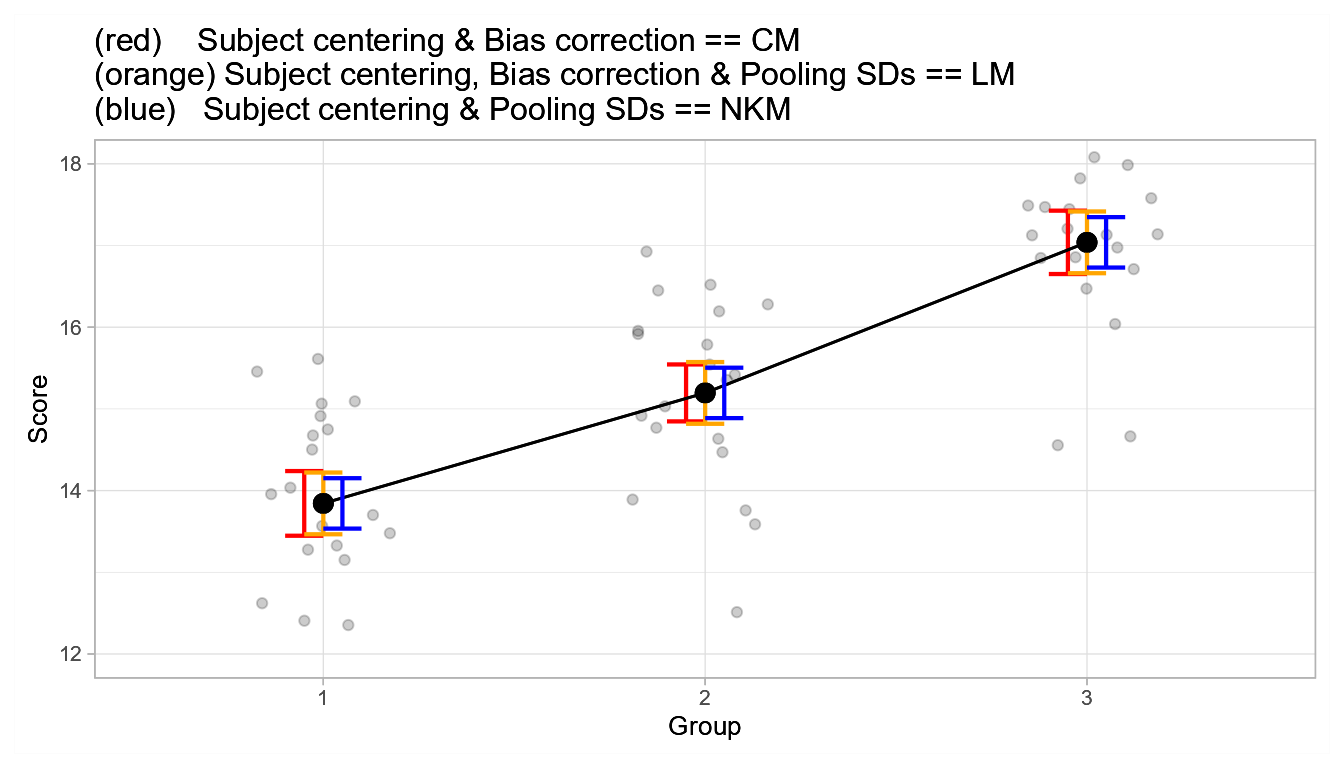 (red) Subject centering & Bias correction == CM
(orange) Subject centering, Bias correction & Pooling SDs == LM
(blue) Subject centering & Pooling SDs == NKM
18
16
14
12
Score
1
2
3
Group